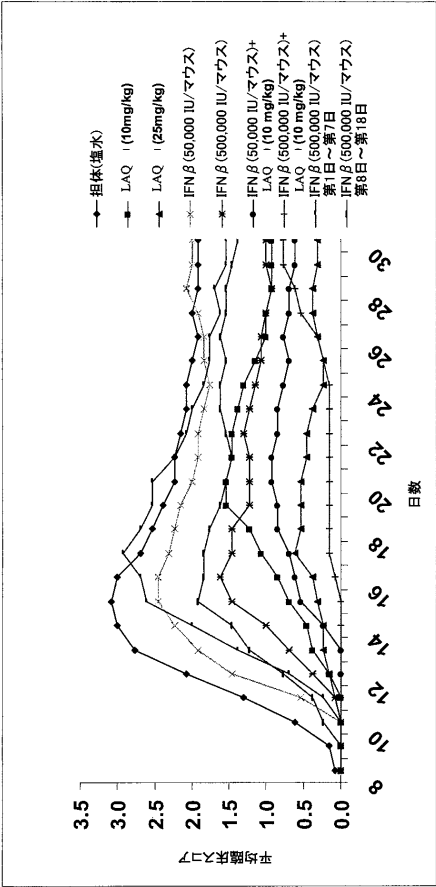 担体(塩水)
LAQ (10mg/kg)
LAQ (25mg/kg)
IFNβ(50,000 IU/マウス)
IFNβ(500,000 IU/マウス)
IFNβ(50,000 IU/マウス)+
LAQ (10 mg/kg)
IFNβ(500,000 IU/マウス)+
LAQ (10 mg/kg)
IFNβ(500,000 IU/マウス)
第1日~第7日
IFNβ(500,000 IU/マウス)
第8日~第18日
平均臨床スコア
3.5
3.0
2.5
2.0
1.5
1.0
0.5
0.0
8
10
12
14
16
18
20
22
24
26
28
30
日数